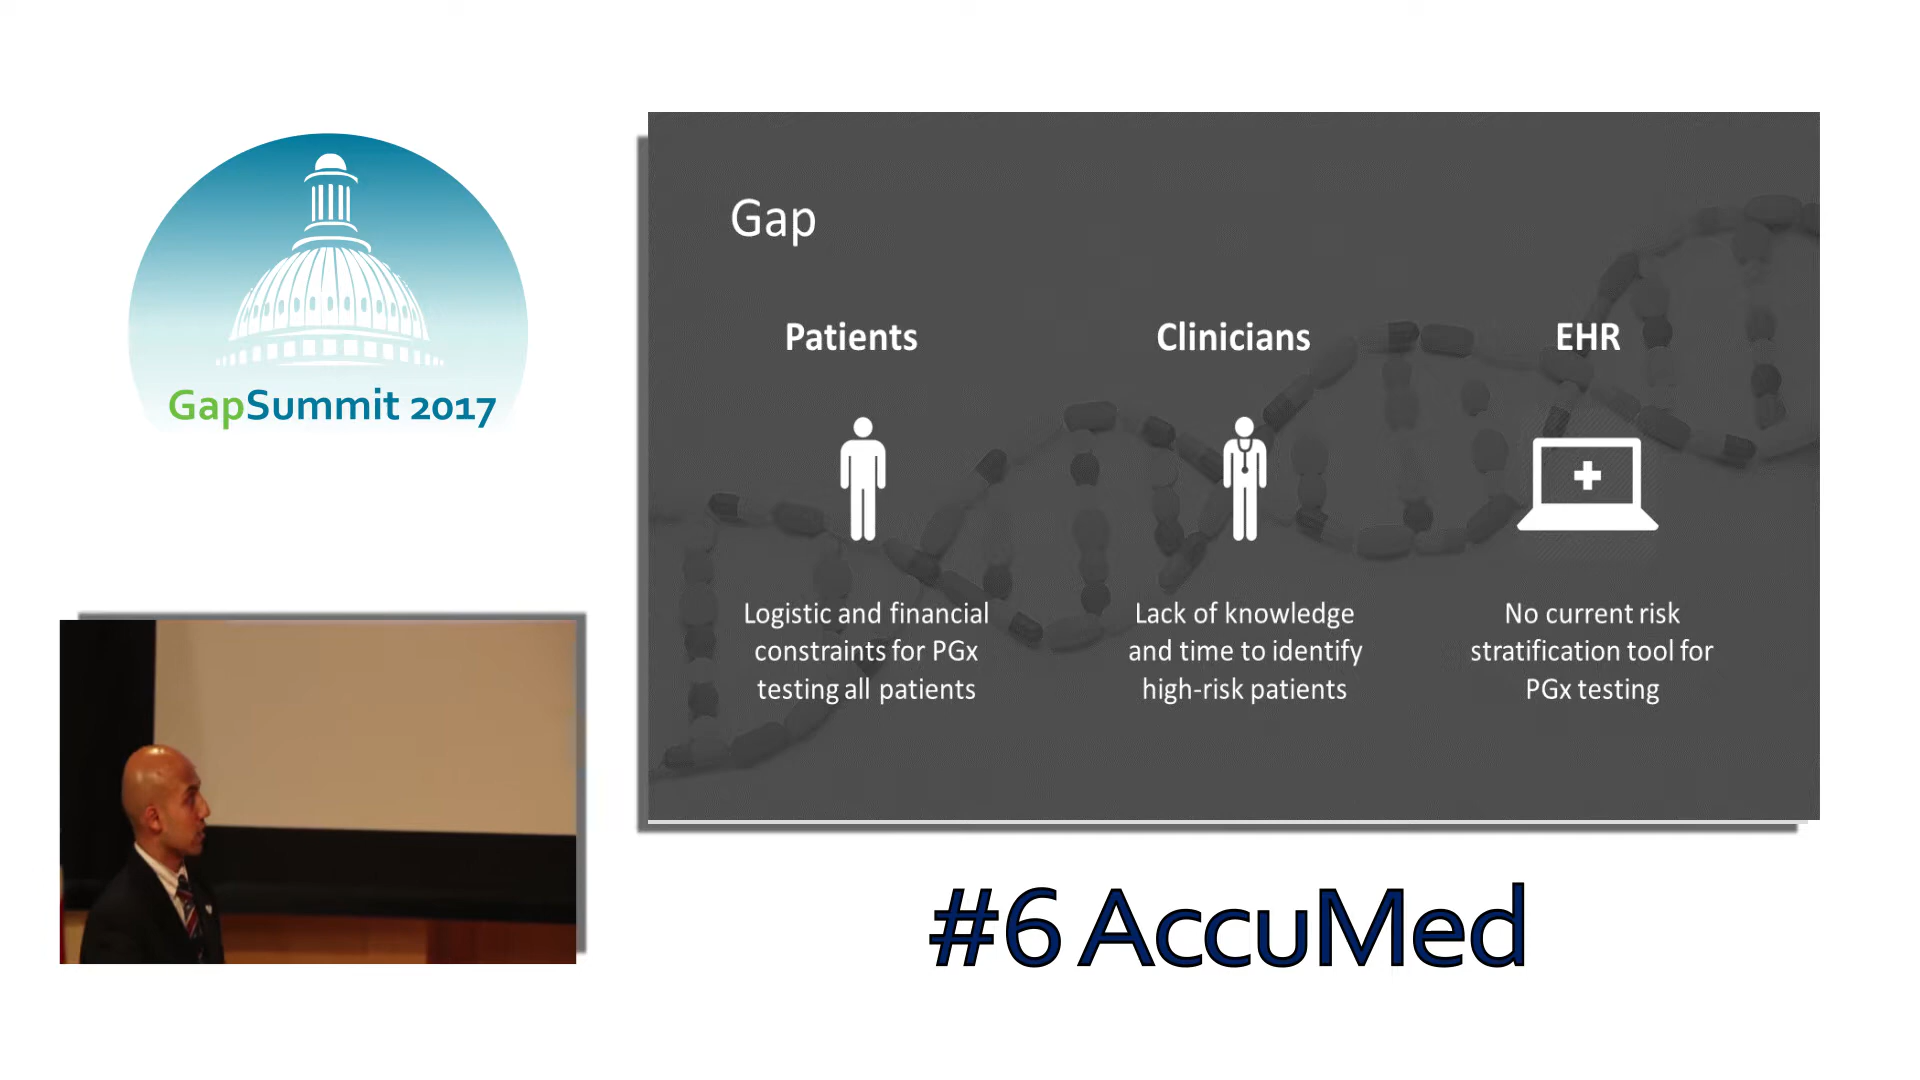 GapSummit 2017
Gap
Patients
Clinicians
EHR
Logistic and financial
constraints for PGx
testing all patients
Lack of knowledge
and time to identify
high-risk patients
No current risk
stratification tool for
PGx testing
#6 AccuMed